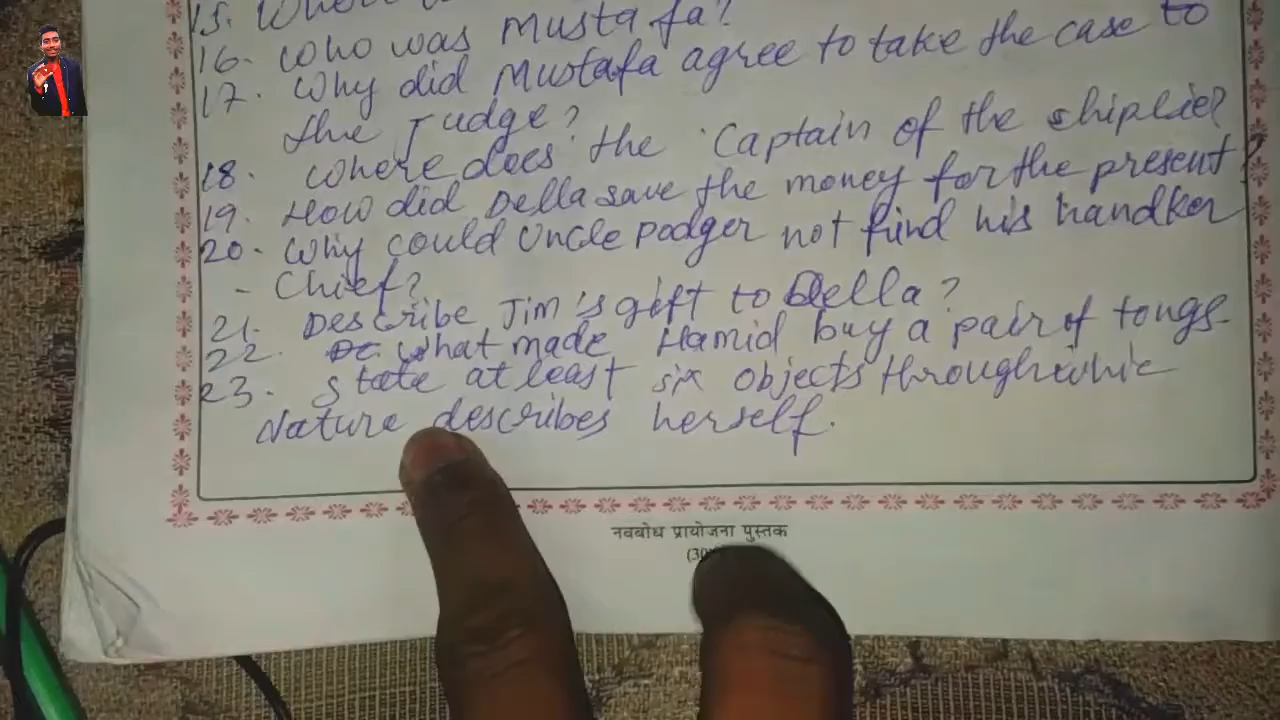 15. Where
16. Who was Mustafa?
17. Why did Mustafa agree to take the case to
the Judge?
18. Where does the Captain of the ship lie?
19. How did Della save the money for the present?
20. Why could Uncle podger not find his handker
- Chief?
21. Describe Jim's gift to Della?
22. What made Hamid buy a pair of tongs.
23. State at least six objects through whic
Nature describes herself.
नवबोध प्रायोजना पुस्तक